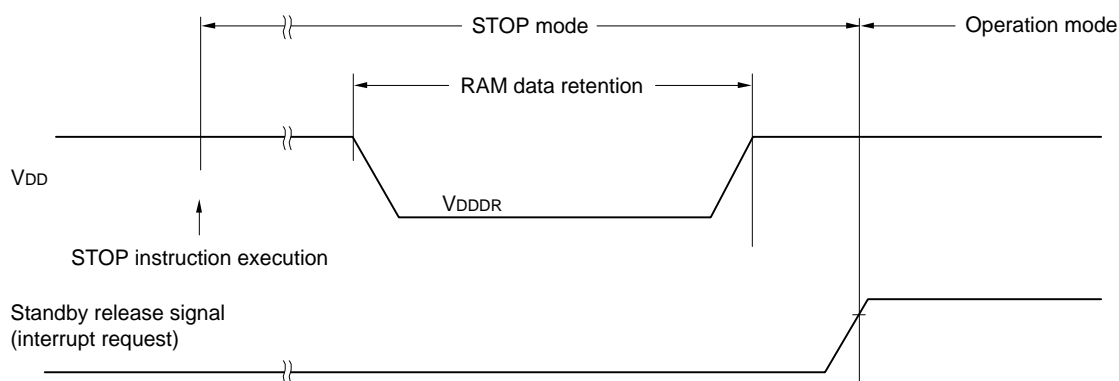 STOP mode
Operation mode
RAM data retention
VDD
VDDDR
STOP instruction execution
Standby release signal
(interrupt request)